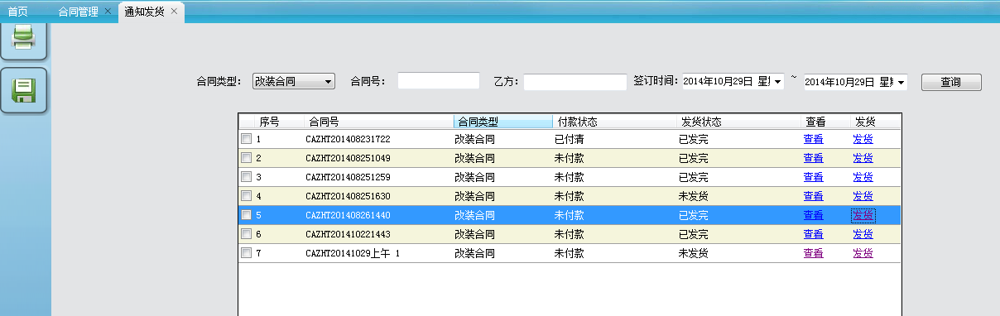 首页 合同管理 × 通知发货 ×
合同类型： 改装合同 合同号： 乙方： 签订时间： 2014年10月29日 ~ 2014年10月29日 查询
序号 合同号 合同类型 付款状态 发货状态 查看 发货
1 CAZHT201408231722 改装合同 已付清 已发完 查看 发货
2 CAZHT201408251049 改装合同 未付款 已发完 查看 发货
3 CAZHT201408251259 改装合同 未付款 已发完 查看 发货
4 CAZHT201408251630 改装合同 未付款 未发货 查看 发货
5 CAZHT201408261440 改装合同 未付款 已发完 查看 发货
6 CAZHT201410221443 改装合同 未付款 已发完 查看 发货
7 CAZHT20141029上午 1 改装合同 未付款 未发货 查看 发货